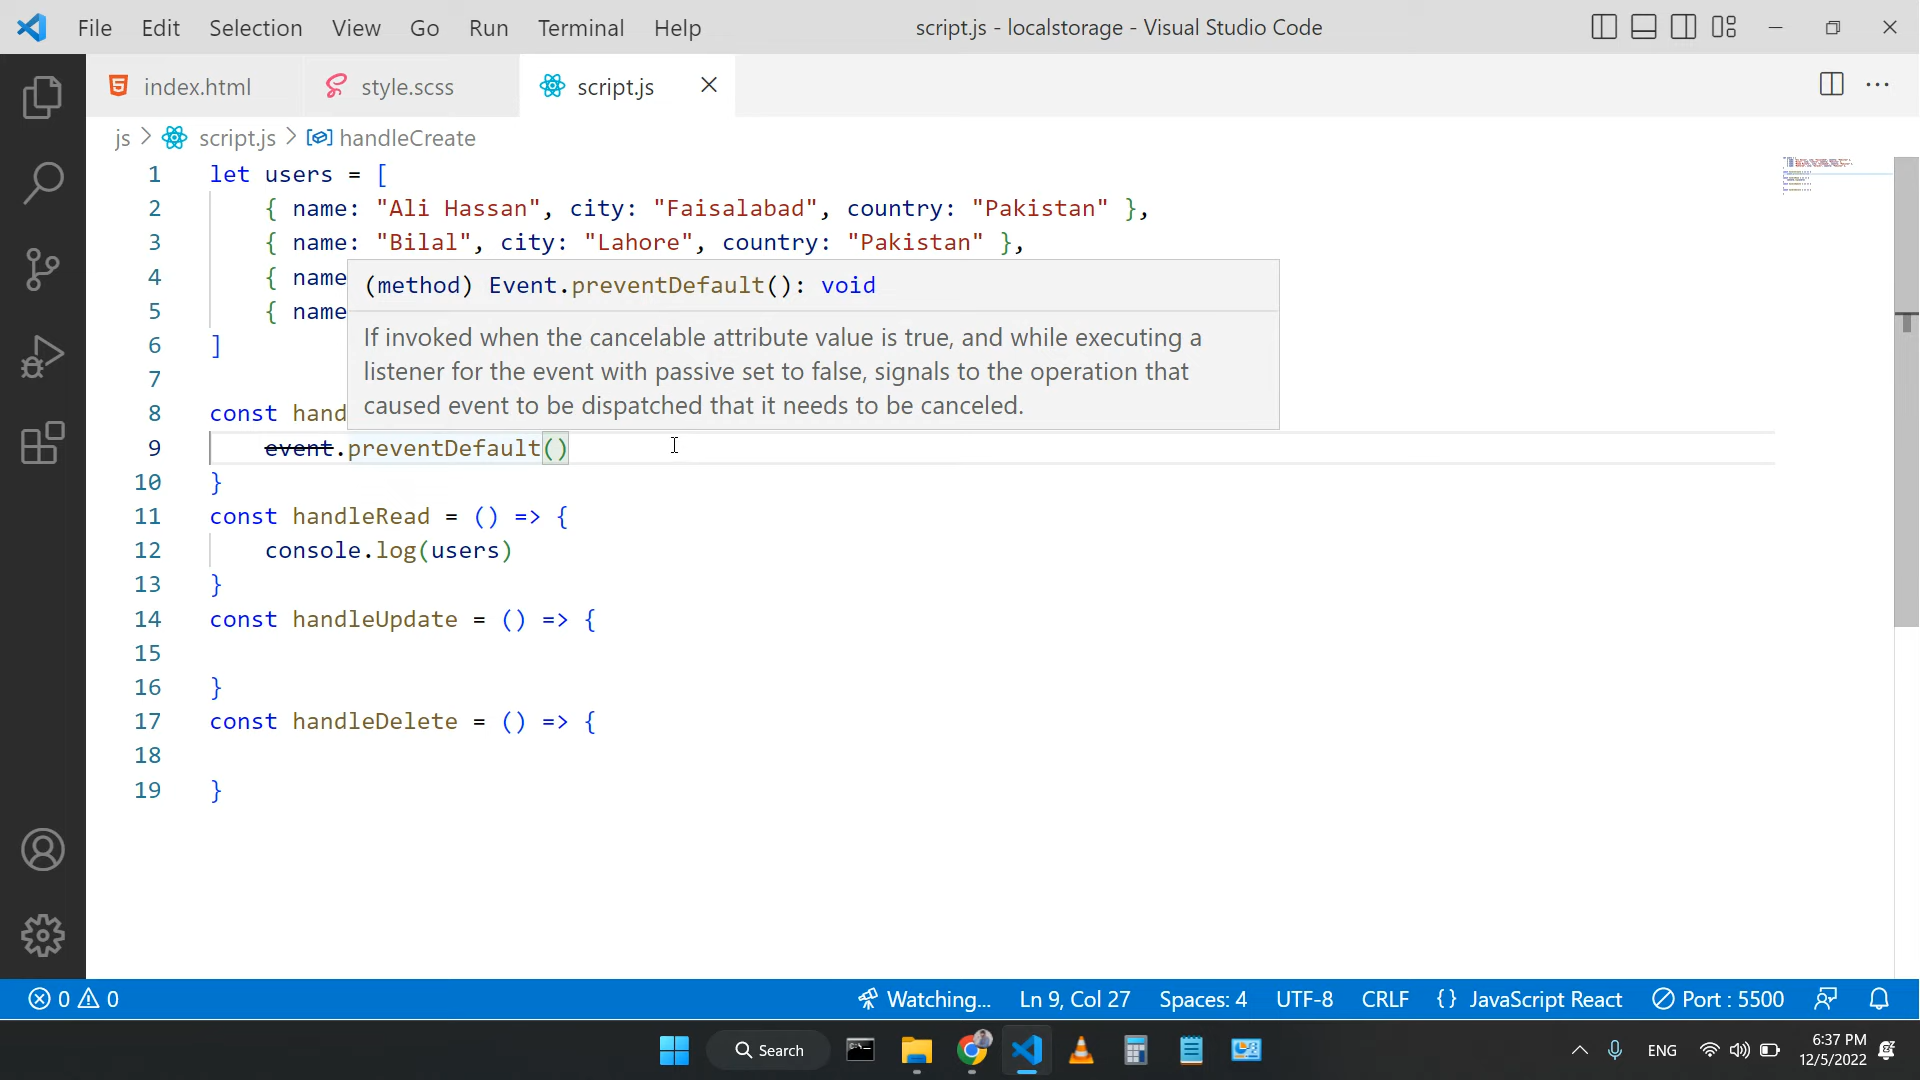 File Edit Selection View Go Run Terminal Help script.js - localstorage - Visual Studio Code
index.html style.scss script.js
js > script.js > handleCreate
1 let users = [
2 { name: "Ali Hassan", city: "Faisalabad", country: "Pakistan" },
3 { name: "Bilal", city: "Lahore", country: "Pakistan" },
4 { name
(method) Event.preventDefault(): void
5 { name
If invoked when the cancelable attribute value is true, and while executing a
6 ]
listener for the event with passive set to false, signals to the operation that
7
caused event to be dispatched that it needs to be canceled.
8 const hand
9 event.preventDefault()
10 }
11 const handleRead = () => {
12 console.log(users)
13 }
14 const handleUpdate = () => {
15
16 }
17 const handleDelete = () => {
18
19 }
0 0 Watching... Ln 9, Col 27 Spaces: 4 UTF-8 CRLF {} JavaScript React Port : 5500
Search ENG 6:37 PM
12/5/2022